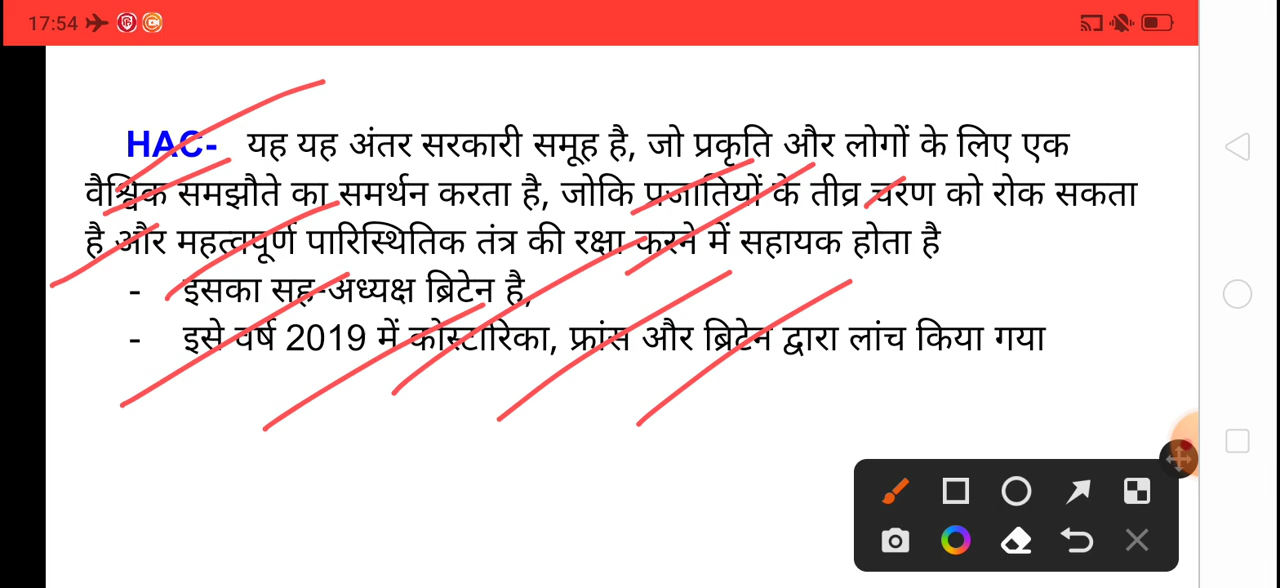 17:54
HAC- यह यह अंतर सरकारी समूह है, जो प्रकृति और लोगों के लिए एक
वैश्विक समझौते का समर्थन करता है, जोकि प्रजातियों के तीव्र चरण को रोक सकता
है और महत्वपूर्ण पारिस्थितिक तंत्र की रक्षा करने में सहायक होता है
- इसका सह-अध्यक्ष ब्रिटेन है,
- इसे वर्ष 2019 में कोस्टारिका, फ्रांस और ब्रिटेन द्वारा लांच किया गया